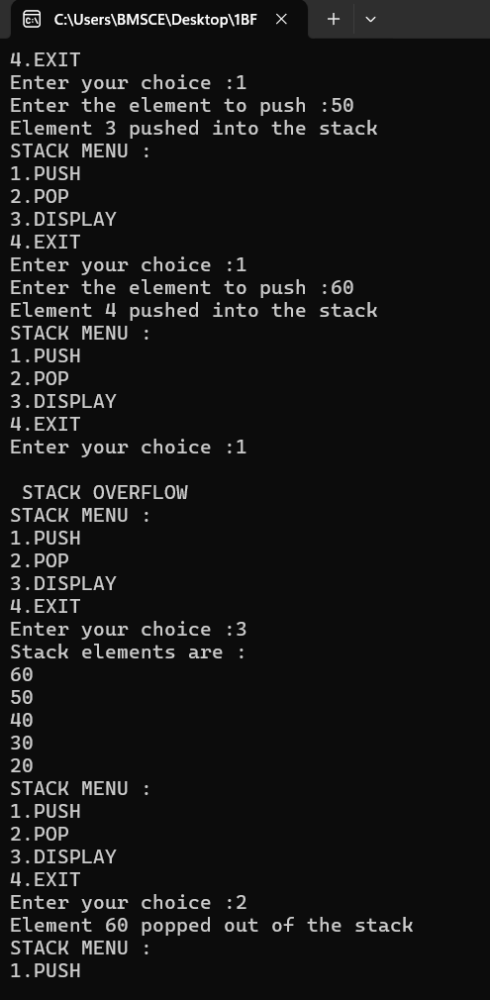 C:\Users\BMSCE\Desktop\1BF
4.EXIT
Enter your choice :1
Enter the element to push :50
Element 3 pushed into the stack
STACK MENU :
1.PUSH
2.POP
3.DISPLAY
4.EXIT
Enter your choice :1
Enter the element to push :60
Element 4 pushed into the stack
STACK MENU :
1.PUSH
2.POP
3.DISPLAY
4.EXIT
Enter your choice :1
STACK OVERFLOW
STACK MENU :
1.PUSH
2.POP
3.DISPLAY
4.EXIT
Enter your choice :3
Stack elements are :
60
50
40
30
20
STACK MENU :
1.PUSH
2.POP
3.DISPLAY
4.EXIT
Enter your choice :2
Element 60 popped out of the stack
STACK MENU :
1.PUSH